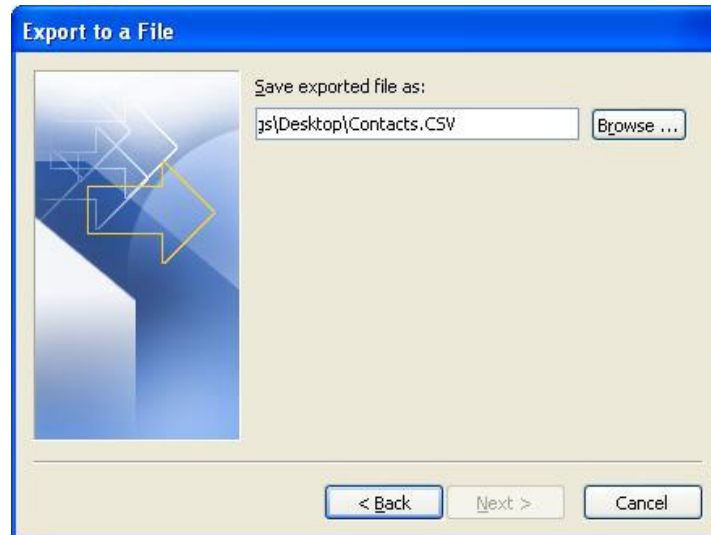 Export to a File
Save exported file as:
gs\Desktop\Contacts.CSV
Browse ...
< Back
Next >
Cancel